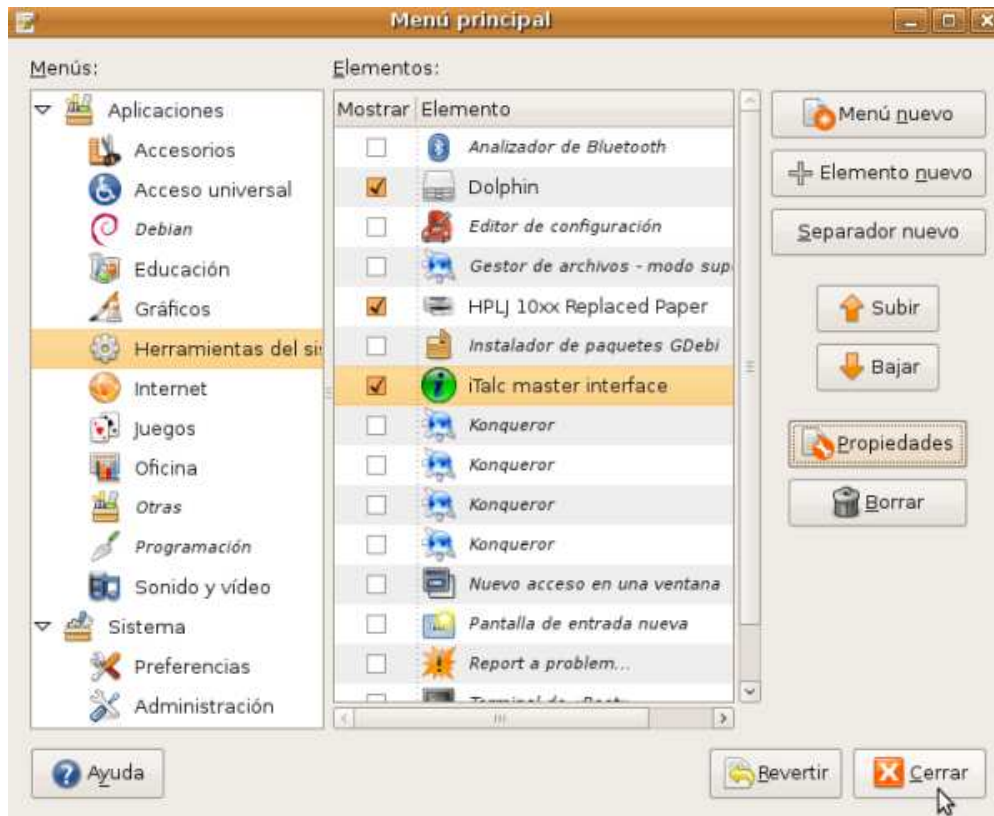 Menú principal
Menús:
Elementos:
Aplicaciones
Accesorios
Acceso universal
Debian
Educación
Gráficos
Herramientas del si
Internet
Juegos
Oficina
Otras
Programación
Sonido y vídeo
Sistema
Preferencias
Administración
Mostrar Elemento
Analizador de Bluetooth
Dolphin
Editor de configuración
Gestor de archivos - modo sup
HPLJ 10xx Replaced Paper
Instalador de paquetes GDebi
iTalc master interface
Konqueror
Konqueror
Konqueror
Konqueror
Nuevo acceso en una ventana
Pantalla de entrada nueva
Report a problem...
Menú nuevo
Elemento nuevo
Separador nuevo
Subir
Bajar
Propiedades
Borrar
Ayuda
Revertir
Cerrar